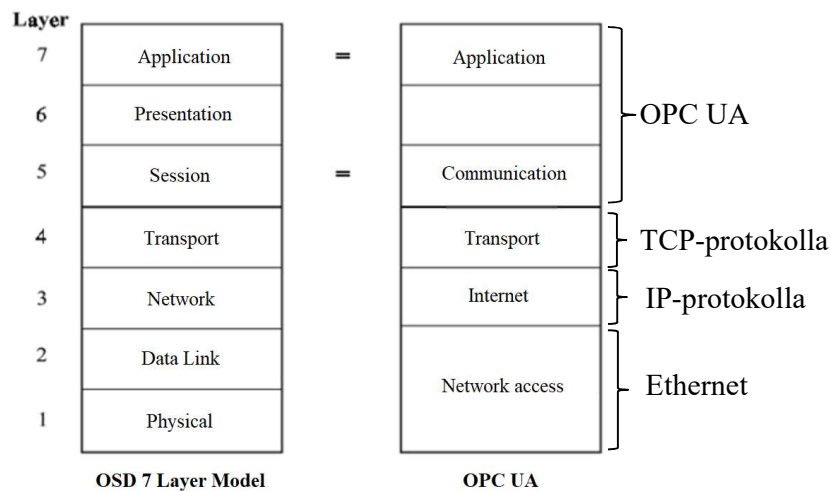 Layer
7 Application = Application
6 Presentation
5 Session = Communication
OPC UA
4 Transport Transport TCP-protokolla
3 Network Internet IP-protokolla
2 Data Link
Network access Ethernet
1 Physical
OSD 7 Layer Model OPC UA